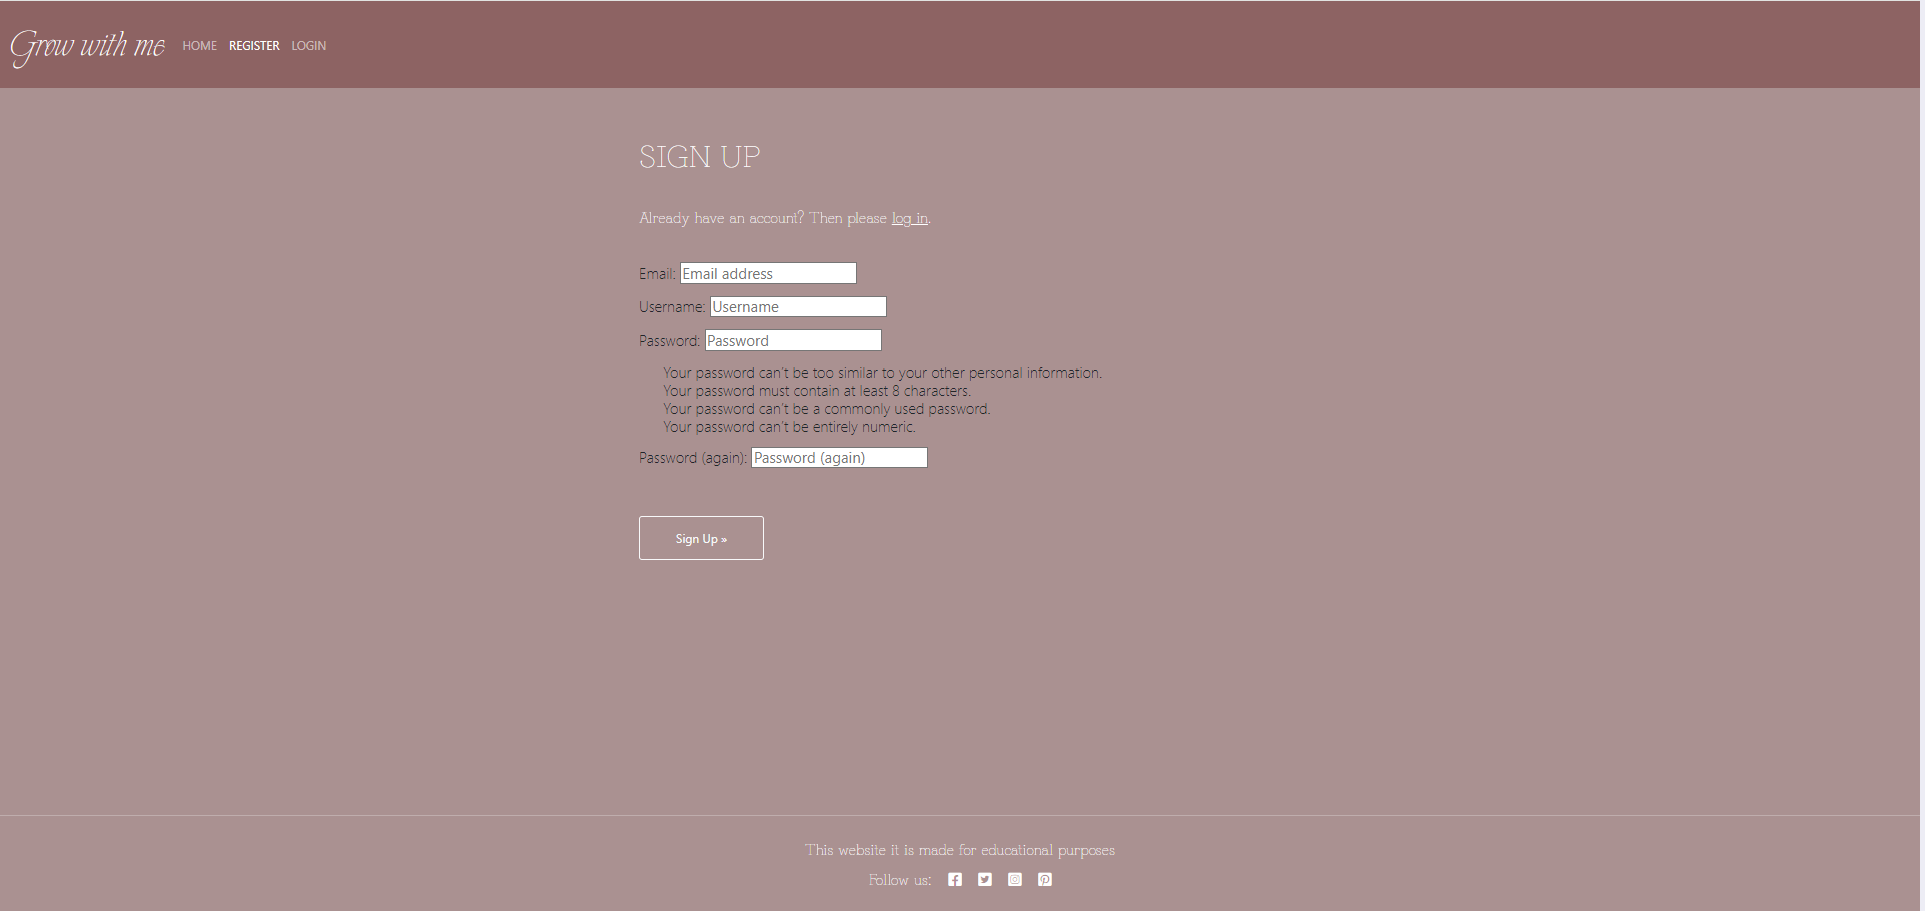 Grow with me HOME REGISTER LOGIN
SIGN UP
Already have an account? Then please log in.
Email: Email address
Username: Username
Password: Password
Your password can't be too similar to your other personal information.
Your password must contain at least 8 characters.
Your password can't be a commonly used password.
Your password can't be entirely numeric.
Password (again): Password (again)
Sign Up »
This website it is made for educational purposes
Follow us: